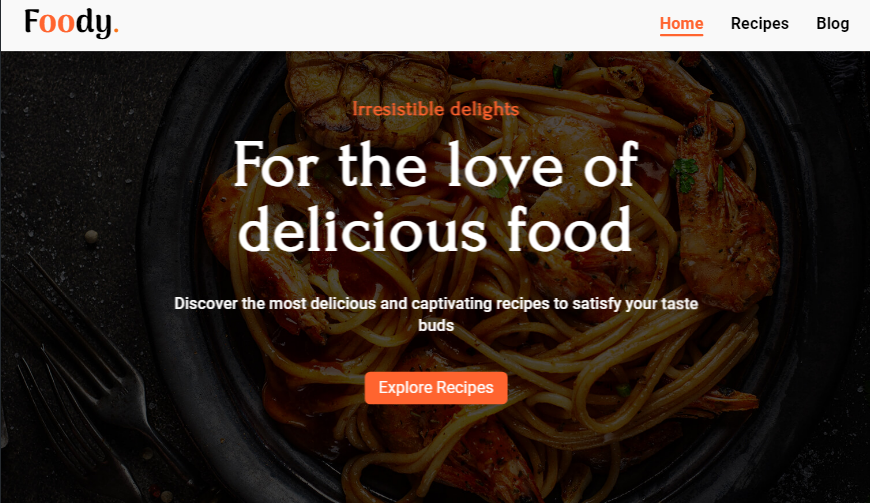 Foody.
Home Recipes Blog
Irresistible delights
For the love of
delicious food
Discover the most delicious and captivating recipes to satisfy your taste
buds
Explore Recipes